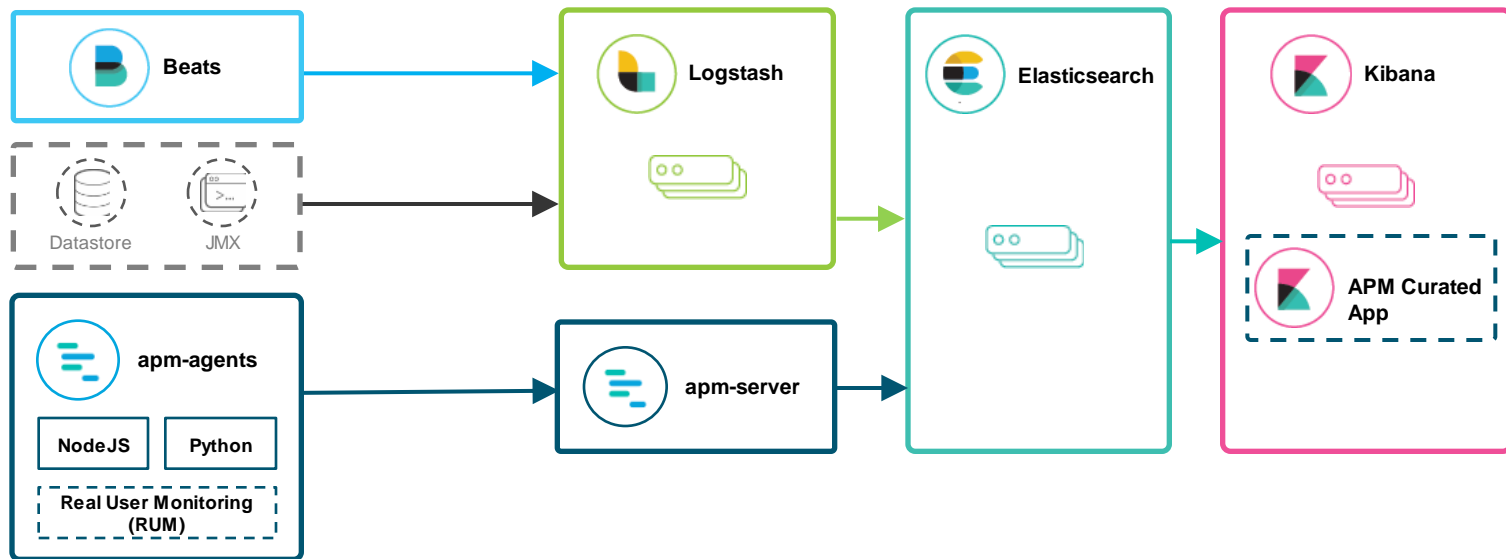 Beats
Logstash
Elasticsearch
Kibana
>...
Datastore
JMX
APM Curated
App
apm-agents
apm-server
NodeJS
Python
Real User Monitoring
(RUM)